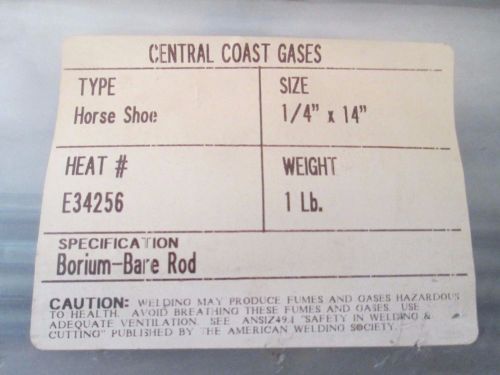 CENTRAL COAST GASES
TYPE
Horse Shoe
SIZE
1/4" x 14"
HEAT #
E34256
WEIGHT
1 Lb.
SPECIFICATION
Borium-Bare Rod
CAUTION: WELDING MAY PRODUCE FUMES AND GASES HAZARDOUS
TO HEALTH. AVOID BREATHING THESE FUMES AND GASES. USE
ADEQUATE VENTILATION. SEE ANSIZ49.1 "SAFETY IN WELDING &
CUTTING" PUBLISHED BY THE AMERICAN WELDING SOCIETY.